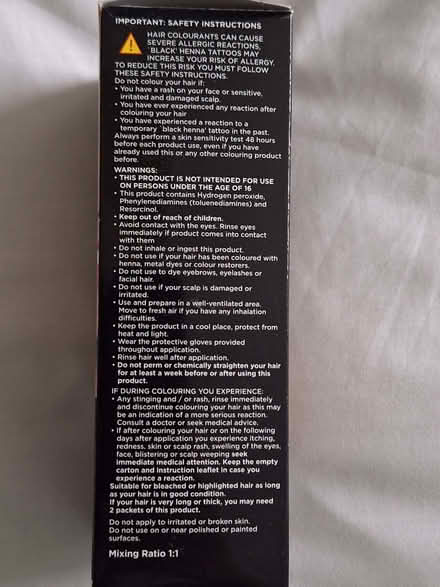 IMPORTANT: SAFETY INSTRUCTIONS
HAIR COLOURANTS CAN CAUSE
SEVERE ALLERGIC REACTIONS,
'BLACK' HENNA TATTOOS MAY
INCREASE YOUR RISK OF ALLERGY.
TO REDUCE THIS RISK YOU MUST FOLLOW
THESE SAFETY INSTRUCTIONS.
Do not colour your hair if:
• You have a rash on your face or sensitive,
irritated and damaged scalp.
• You have ever experienced any reaction after
colouring your hair
• You have experienced a reaction to a
temporary `black henna' tattoo in the past.
Always perform a skin sensitivity test 48 hours
before each product use, even if you have
already used this or any other colouring product
before.
WARNINGS:
• THIS PRODUCT IS NOT INTENDED FOR USE
ON PERSONS UNDER THE AGE OF 16
• This product contains Hydrogen peroxide,
Phenylenediamines (toluenediamines) and
Resorcinol.
• Keep out of reach of children.
• Avoid contact with the eyes. Rinse eyes
immediately if product comes into contact
with them
• Do not inhale or ingest this product.
• Do not use if your hair has been coloured with
henna, metal dyes or colour restorers.
• Do not use to dye eyebrows, eyelashes or
facial hair.
• Do not use if your scalp is damaged or
irritated.
• Use and prepare in a well-ventilated area.
Move to fresh air if you have any inhalation
difficulties.
• Keep the product in a cool place, protect from
heat and light.
• Wear the protective gloves provided
throughout application.
• Rinse hair well after application.
• Do not perm or chemically straighten your hair
for at least a week before or after using this
product.
IF DURING COLOURING YOU EXPERIENCE:
• Any stinging and / or rash, rinse immediately
and discontinue colouring your hair as this may
be an indication of a more serious reaction.
Consult a doctor or seek medical advice.
• If after colouring your hair or on the following
days after application you experience itching,
redness, skin or scalp rash, swelling of the eyes,
face, blistering or scalp weeping seek
immediate medical attention. Keep the empty
carton and instruction leaflet in case you
experience a reaction.
Suitable for bleached or highlighted hair as long
as your hair is in good condition.
If your hair is very long or thick, you may need
2 packets of this product.
Do not apply to irritated or broken skin.
Do not use on or near polished or painted
surfaces.
Mixing Ratio 1:1